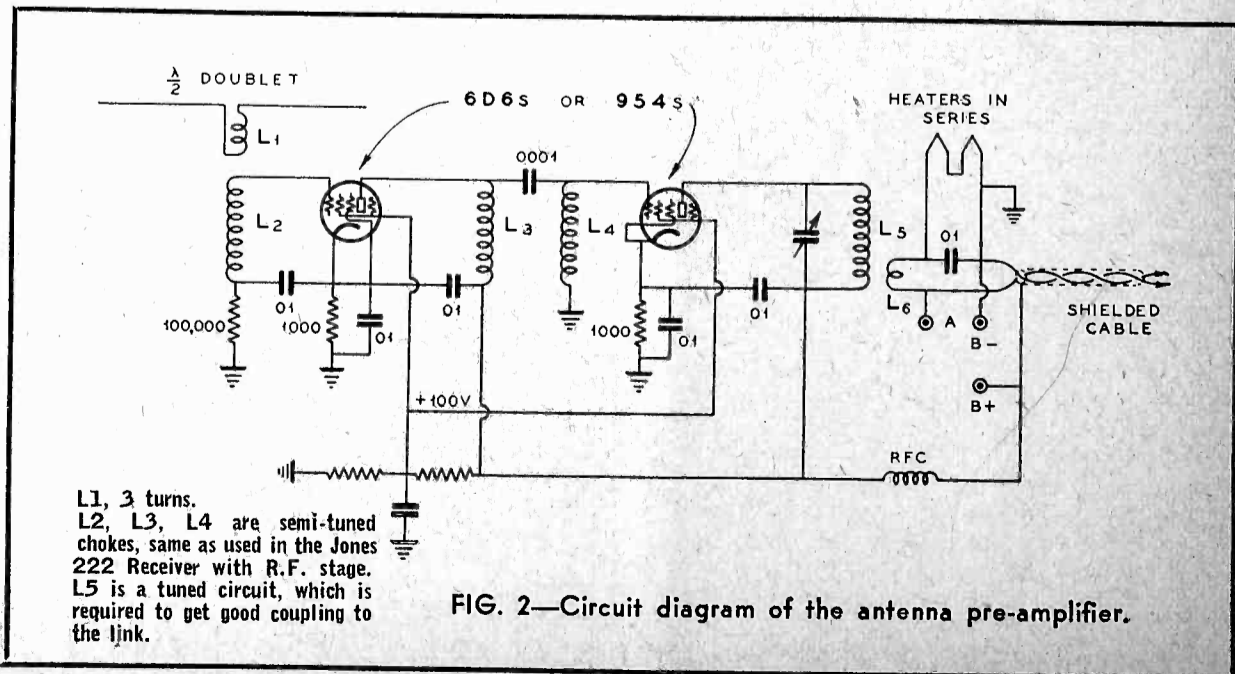 λ/2 DOUBLET
L1
6D6S OR 954S
HEATERS IN
SERIES
0001
L2
L3
L4
L5
L6
01
01
01
01
01
01
100,000
1000
1000
A
B-
B+
SHIELDED
CABLE
+100V
RFC
L1, 3 turns.
L2, L3, L4 are semi-tuned
chokes, same as used in the Jones
222 Receiver with R.F. stage.
L5 is a tuned circuit, which is
required to get good coupling to
the link.
FIG. 2—Circuit diagram of the antenna pre-amplifier.